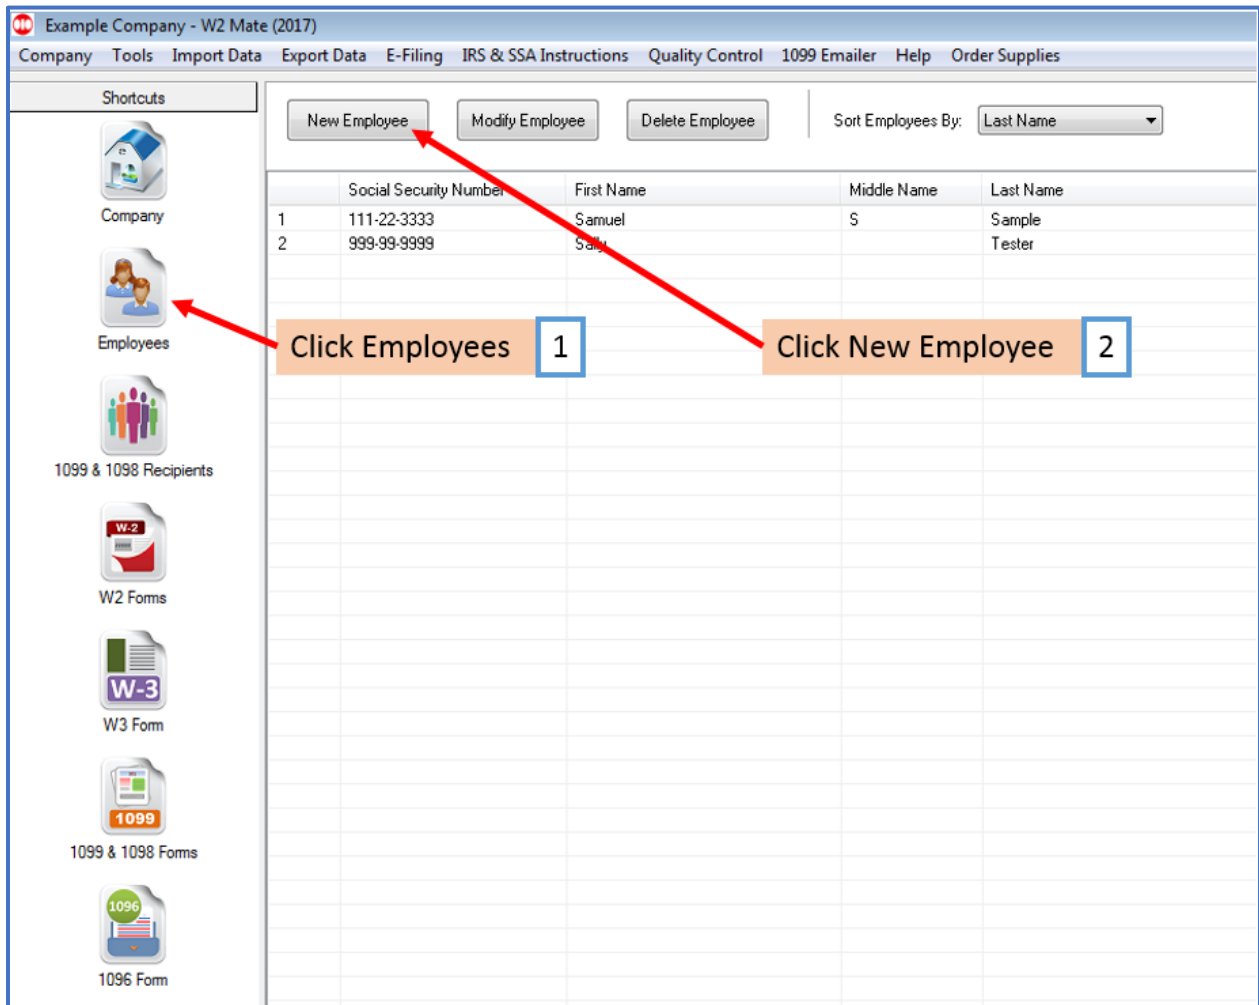 Example Company - W2 Mate (2017)
Company Tools Import Data Export Data E-Filing IRS & SSA Instructions Quality Control 1099 Emailer Help Order Supplies
Shortcuts
Company
Employees
1099 & 1098 Recipients
W-2
W2 Forms
W-3
W3 Form
1099
1099 & 1098 Forms
1096
1096 Form
New Employee Modify Employee Delete Employee Sort Employees By: Last Name
Social Security Number First Name Middle Name Last Name
1 111-22-3333 Samuel S Sample
2 999-99-9999 Sally Tester
Click Employees 1
Click New Employee 2